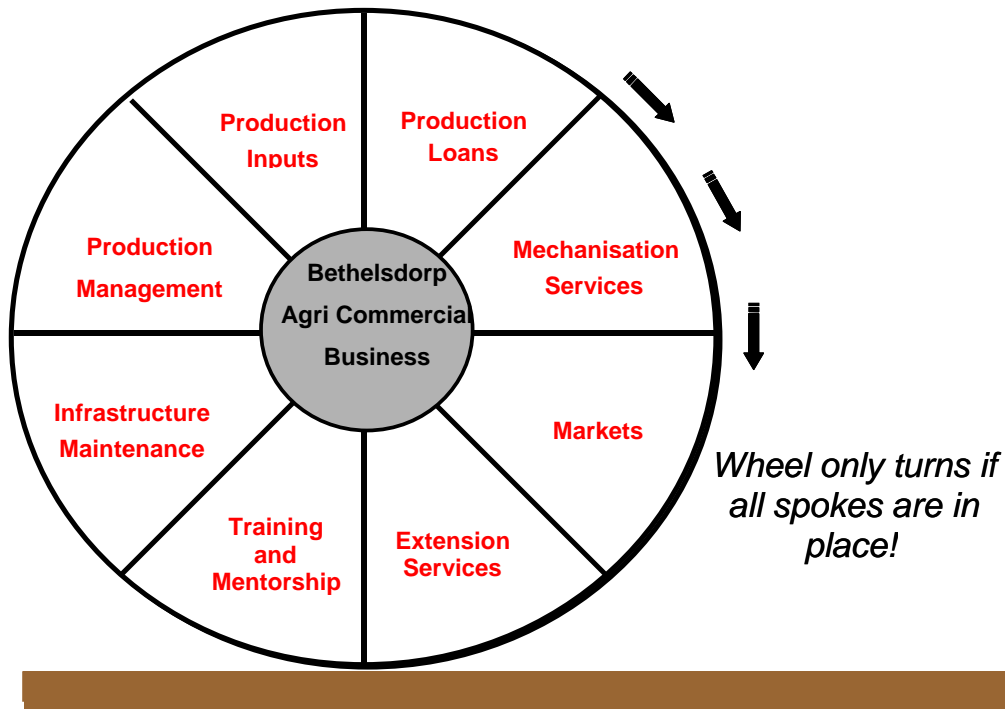 Production
Inputs
Production
Loans
Mechanisation
Services
Markets
Extension
Services
Training
and
Mentorship
Infrastructure
Maintenance
Production
Management
Bethelsdorp
Agri Commercial
Business
Wheel only turns if
all spokes are in
place!